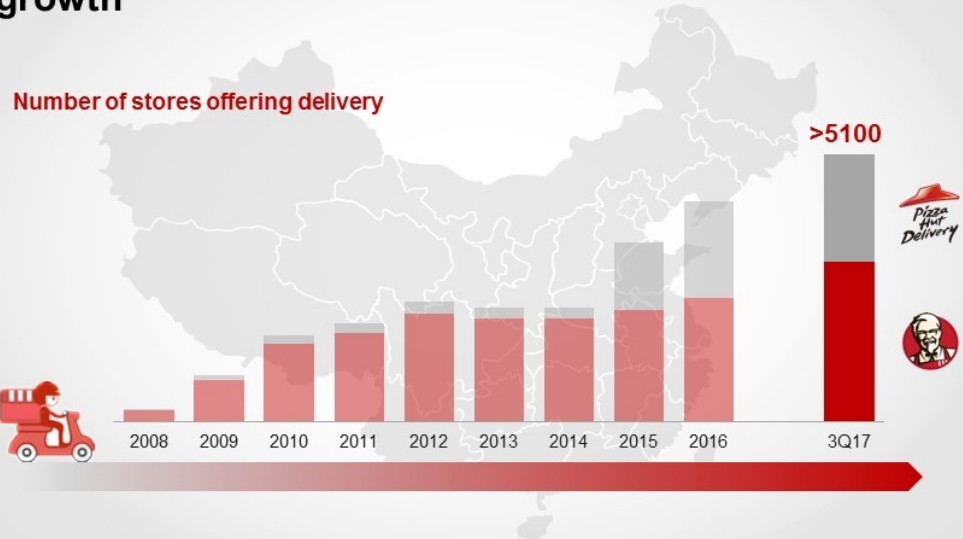 growth
Number of stores offering delivery
>5100
Pizza
Hut
Delivery
2008 2009 2010 2011 2012 2013 2014 2015 2016 3Q17